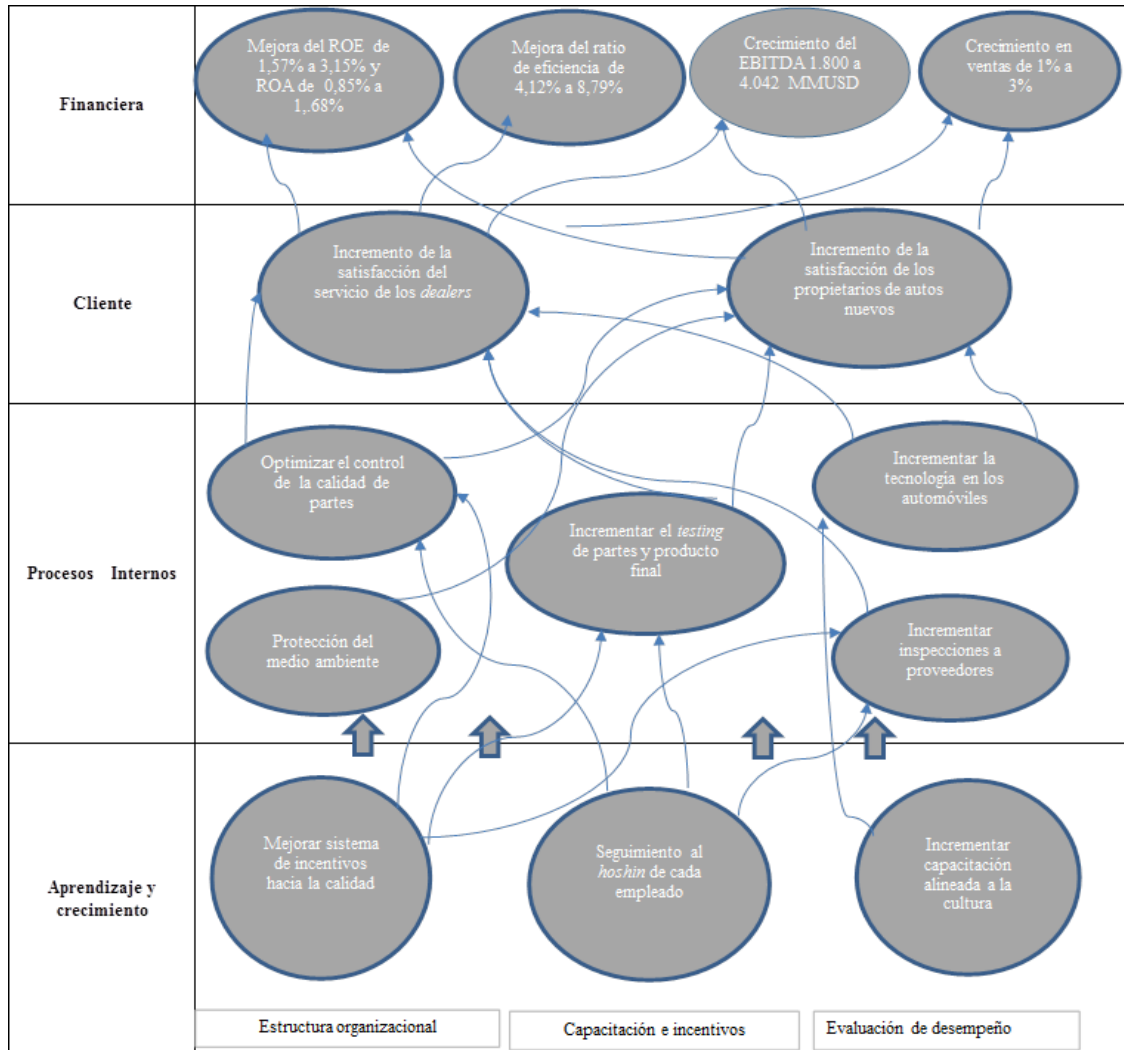 Financiera
Mejora del ROE de
1,57% a 3,15% y
ROA de 0,85% a
1,.68%
Mejora del ratio
de eficiencia de
4,12% a 8,79%
Crecimiento del
EBITDA 1.800 a
4.042 MMUSD
Crecimiento en
ventas de 1% a
3%
Cliente
Incremento de la
satisfacción del
servicio de los dealers
Incremento de la
satisfacción de los
propietarios de autos
nuevos
Procesos Internos
Optimizar el control
de la calidad de
partes
Incrementar el testing
de partes y producto
final
Incrementar la
tecnología en los
automóviles
Protección del
medio ambiente
Incrementar
inspecciones a
proveedores
Aprendizaje y
crecimiento
Mejorar sistema
de incentivos
hacia la calidad
Seguimiento al
hoshin de cada
empleado
Incrementar
capacitación
alineada a la
cultura
Estructura organizacional
Capacitación e incentivos
Evaluación de desempeño